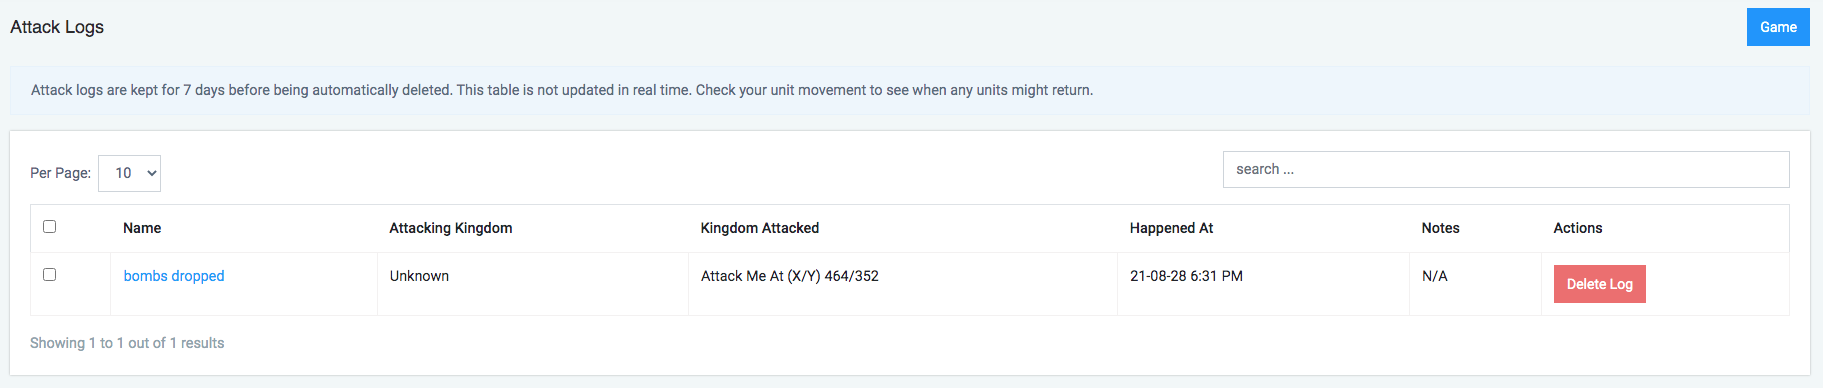 Attack Logs
Game
Attack logs are kept for 7 days before being automatically deleted. This table is not updated in real time. Check your unit movement to see when any units might return.
Per Page: 10
search ...
Name Attacking Kingdom Kingdom Attacked Happened At Notes Actions
bombs dropped Unknown Attack Me At (X/Y) 464/352 21-08-28 6:31 PM N/A Delete Log
Showing 1 to 1 out of 1 results